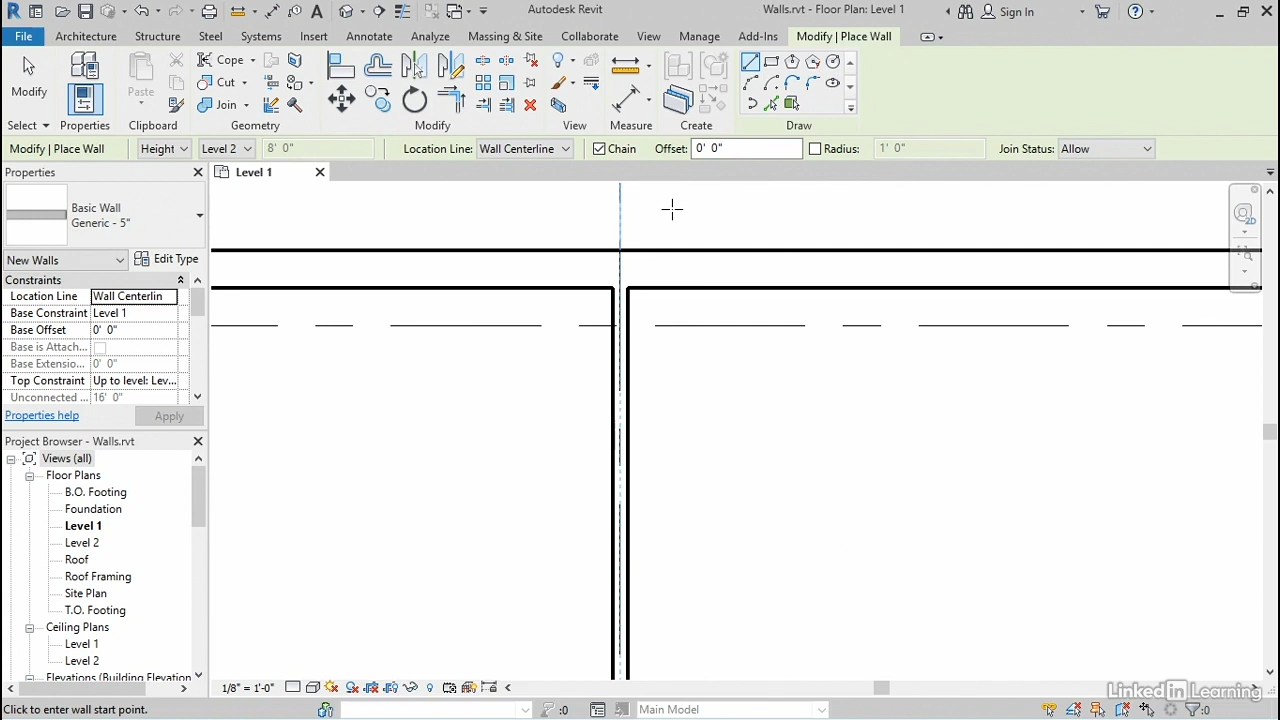 Autodesk Revit
Walls.rvt - Floor Plan: Level 1
Sign In
File Architecture Structure Steel Systems Insert Annotate Analyze Massing & Site Collaborate View Manage Add-Ins Modify | Place Wall
Modify
Paste
Cope
Cut
Join
Select Properties Clipboard Geometry Modify View Measure Create Draw
Modify | Place Wall Height Level 2 8' 0" Location Line: Wall Centerline Chain Offset: 0' 0" Radius: 1' 0" Join Status: Allow
Properties
Level 1
Basic Wall
Generic - 5"
2D
New Walls Edit Type
Constraints
Location Line Wall Centerlin
Base Constraint Level 1
Base Offset 0' 0"
Base is Attach...
Base Extensio... 0' 0"
Top Constraint Up to level: Lev...
Unconnected ... 16' 0"
Properties help Apply
Project Browser - Walls.rvt
Views (all)
Floor Plans
B.O. Footing
Foundation
Level 1
Level 2
Roof
Roof Framing
Site Plan
T.O. Footing
Ceiling Plans
Level 1
Level 2
Elevations (Building Elevation
1/8" = 1'-0"
Linked in Learning
Click to enter wall start point.
:0
Main Model
:0